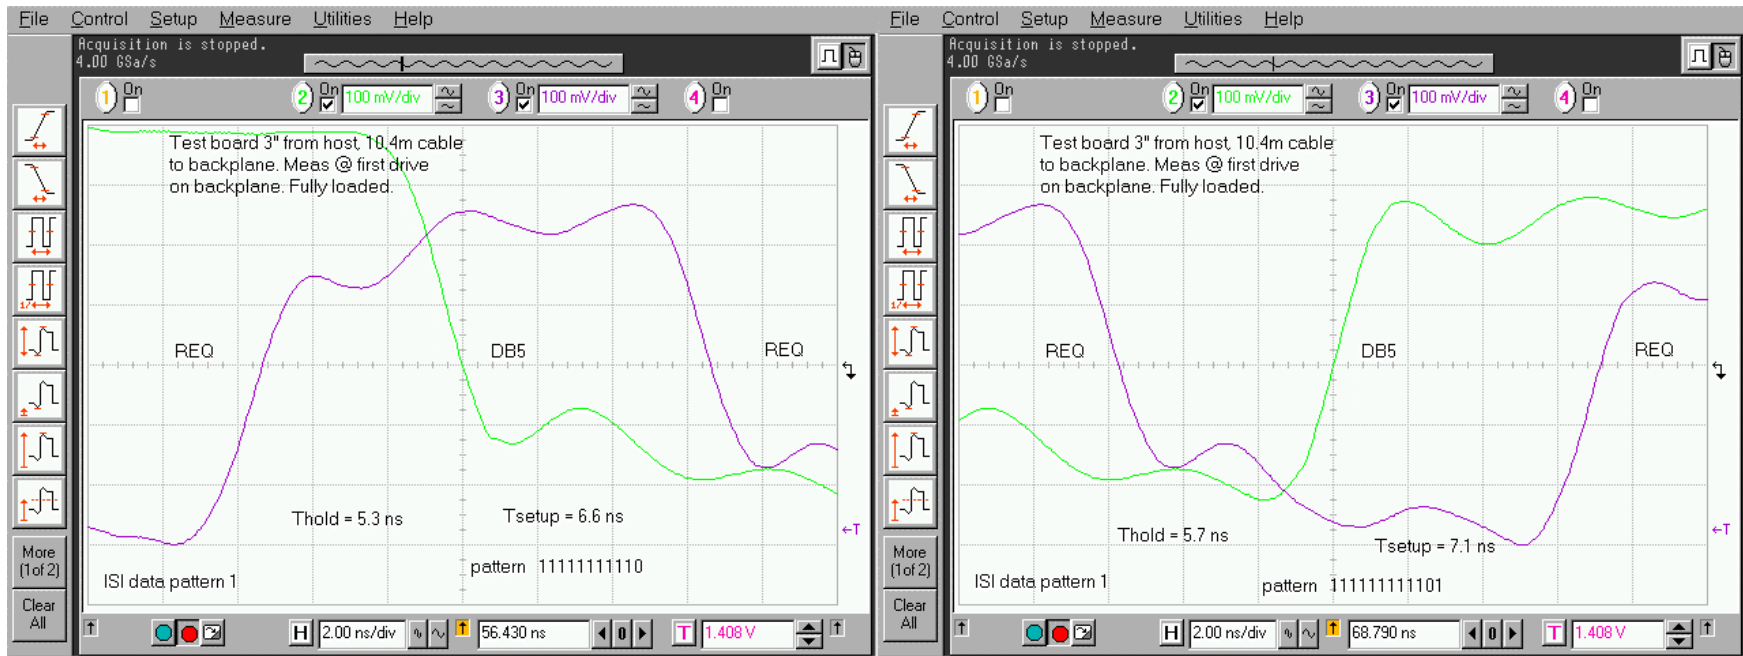 File Control Setup Measure Utilities Help
Acquisition is stopped.
4.00 GSa/s
1 On 2 On 100 mV/div 3 On 100 mV/div 4 On
Test board 3" from host, 10.4m cable
to backplane. Meas @ first drive
on backplane. Fully loaded.
REQ DB5 REQ
Thold = 5.3 ns Tsetup = 6.6 ns
←T
pattern 11111111110
ISI data pattern 1
1/
More
(1of 2)
Clear
All
H 2.00 ns/div 56.430 ns 0 T 1.408 V
File Control Setup Measure Utilities Help
Acquisition is stopped.
4.00 GSa/s
1 On 2 On 100 mV/div 3 On 100 mV/div 4 On
Test board 3" from host, 10.4m cable
to backplane. Meas @ first drive
on backplane. Fully loaded.
REQ DB5 REQ
Thold = 5.7 ns Tsetup = 7.1 ns
←T
pattern 111111111101
ISI data pattern 1
1/
More
(1of 2)
Clear
All
H 2.00 ns/div 68.790 ns 0 T 1.408 V